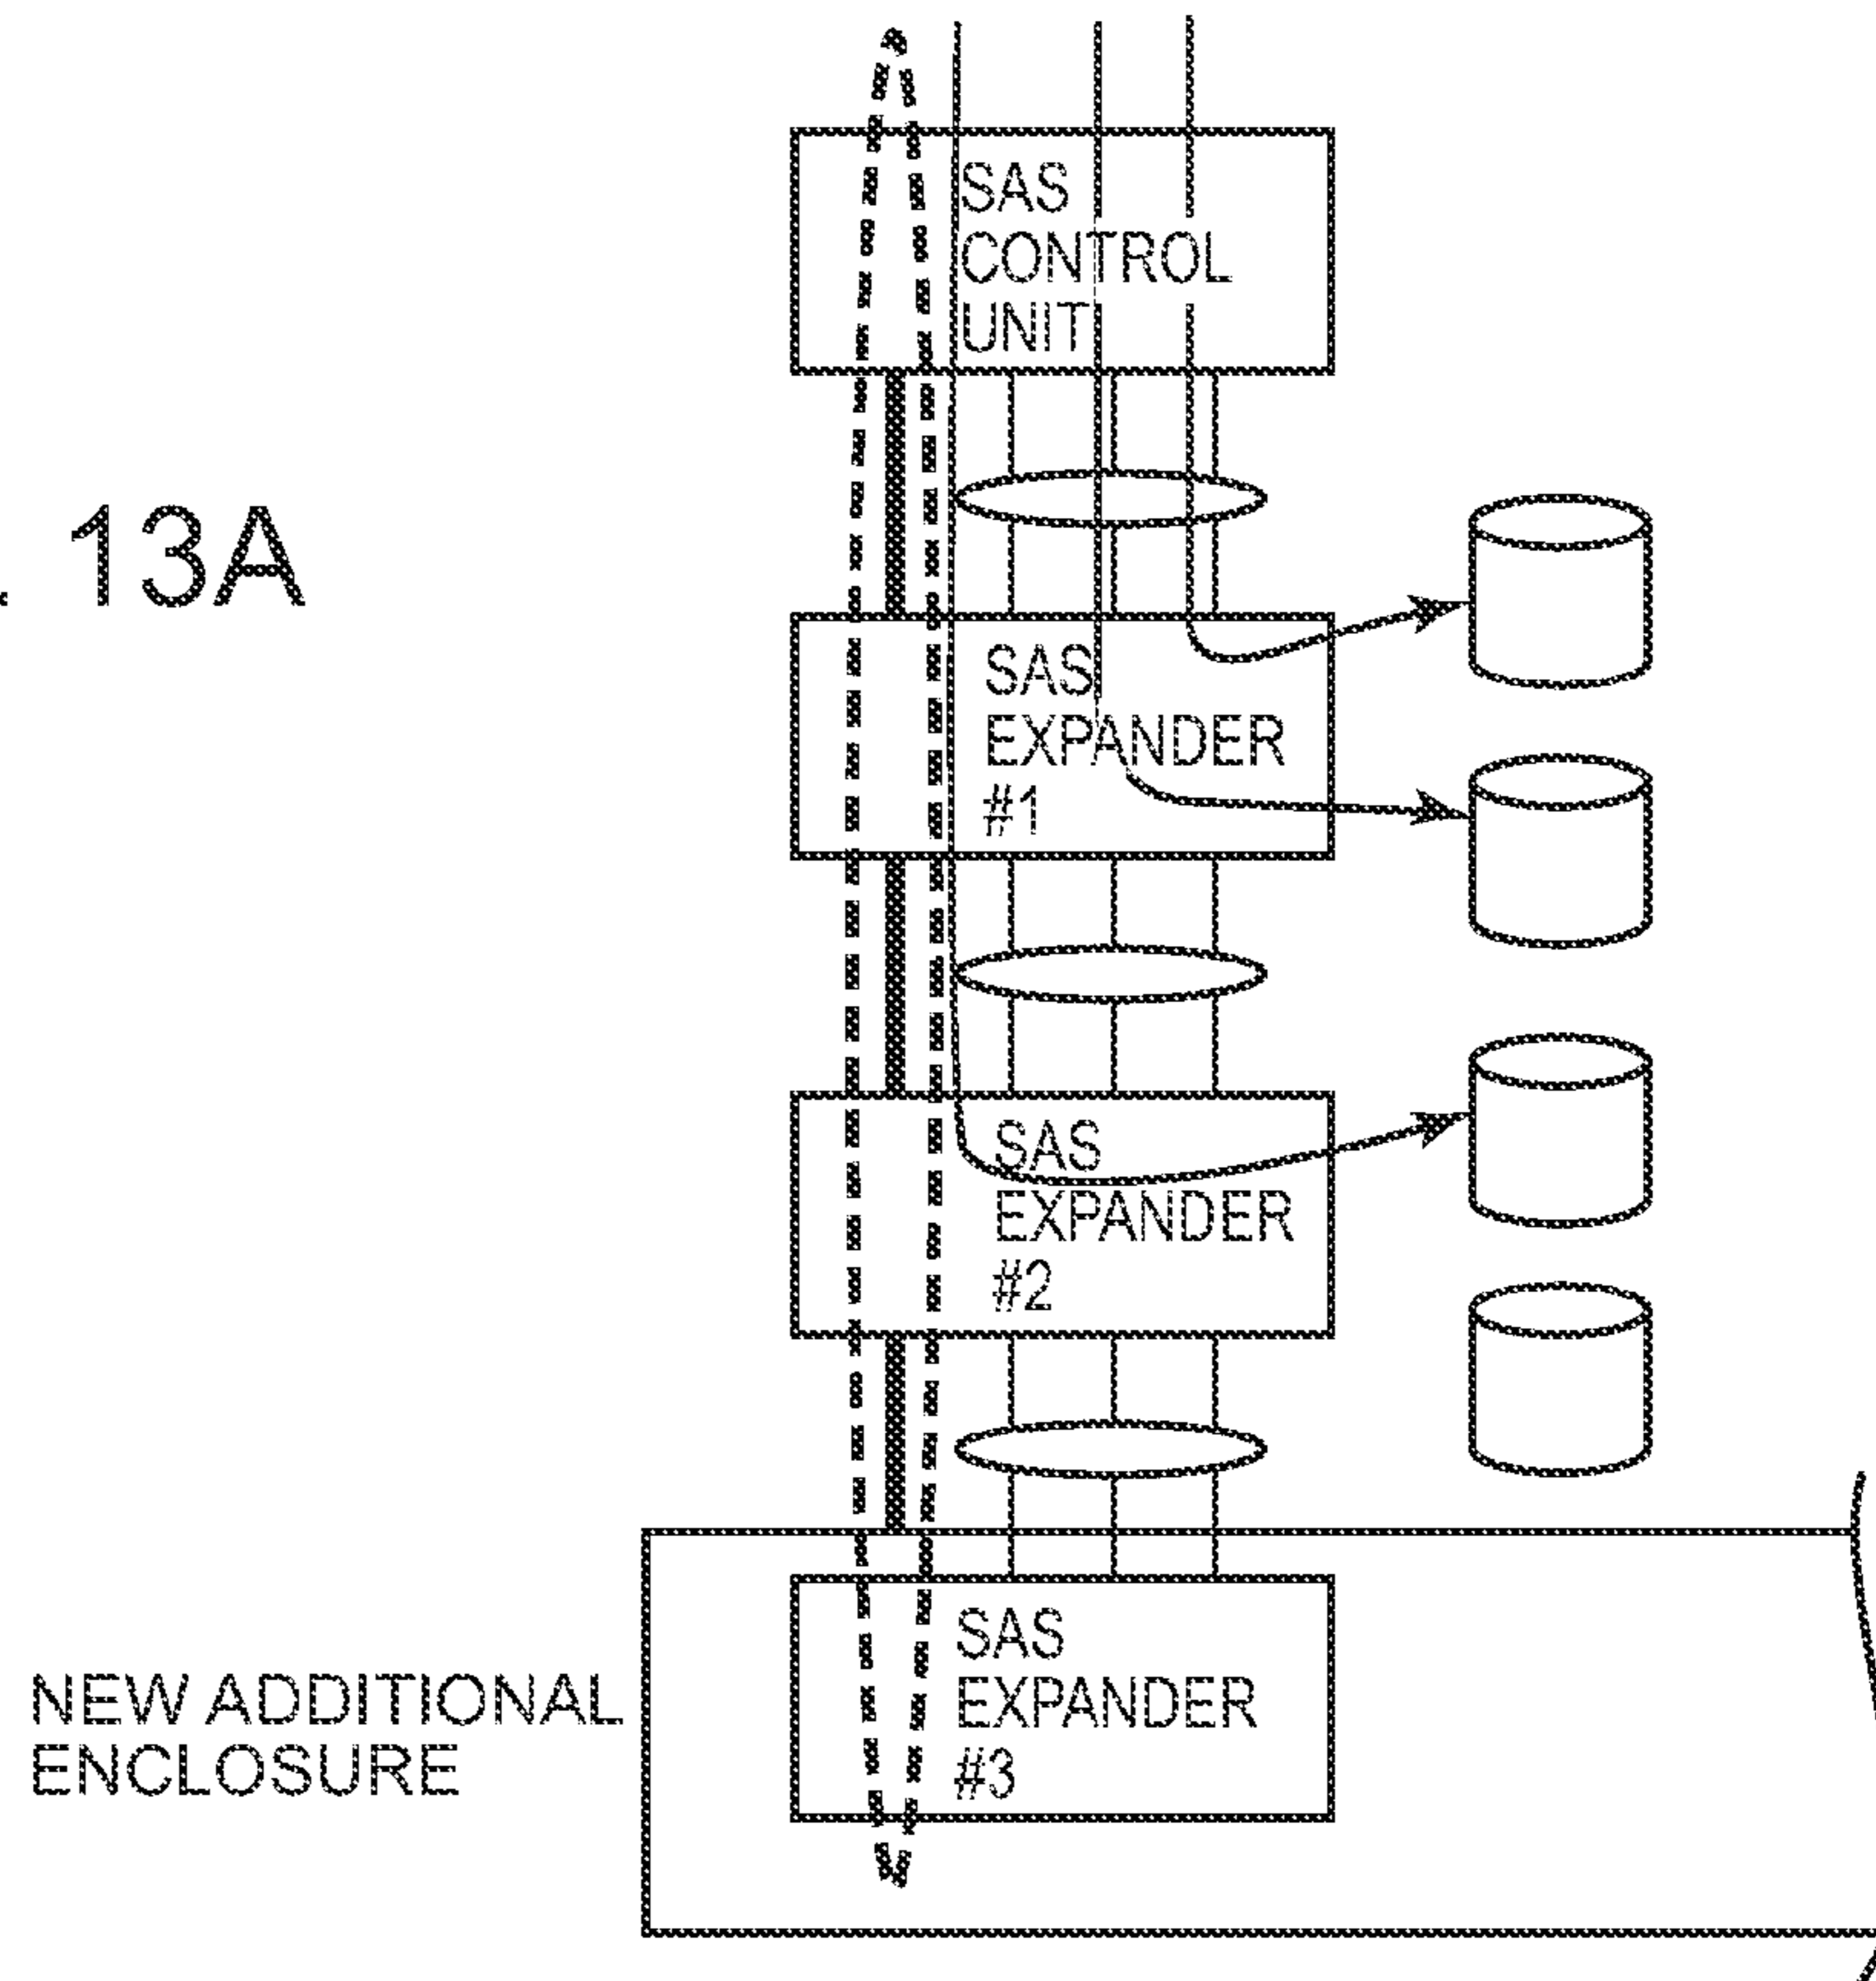 . 13A
SAS
CONTROL
UNIT
SAS
EXPANDER
#1
SAS
EXPANDER
#2
SAS
EXPANDER
#3
NEW ADDITIONAL
ENCLOSURE